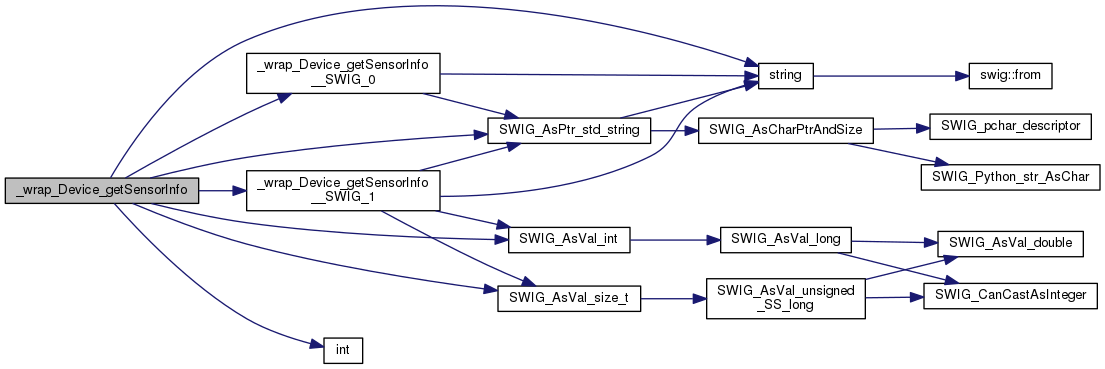 _wrap_Device_getSensorInfo
_wrap_Device_getSensorInfo
__SWIG_0
_wrap_Device_getSensorInfo
__SWIG_1
int
SWIG_AsPtr_std_string
SWIG_AsVal_int
SWIG_AsVal_size_t
string
SWIG_AsCharPtrAndSize
SWIG_AsVal_long
SWIG_AsVal_unsigned
_SS_long
swig::from
SWIG_pchar_descriptor
SWIG_Python_str_AsChar
SWIG_AsVal_double
SWIG_CanCastAsInteger